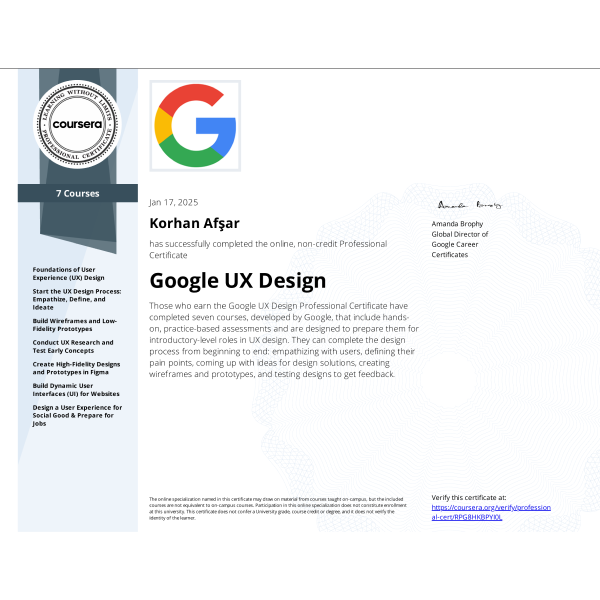 LEARNING WITHOUT LIMITS
coursera
PROFESSIONAL CERTIFICATE
7 Courses
Foundations of User
Experience (UX) Design
Start the UX Design Process:
Empathize, Define, and
Ideate
Build Wireframes and Low-
Fidelity Prototypes
Conduct UX Research and
Test Early Concepts
Create High-Fidelity Designs
and Prototypes in Figma
Build Dynamic User
Interfaces (UI) for Websites
Design a User Experience for
Social Good & Prepare for
Jobs
G
Jan 17, 2025
Korhan Afşar
has successfully completed the online, non-credit Professional
Certificate
Google UX Design
Those who earn the Google UX Design Professional Certificate have
completed seven courses, developed by Google, that include hands-
on, practice-based assessments and are designed to prepare them for
introductory-level roles in UX design. They can complete the design
process from beginning to end: empathizing with users, defining their
pain points, coming up with ideas for design solutions, creating
wireframes and prototypes, and testing designs to get feedback.
Amanda Brophy
Amanda Brophy
Global Director of
Google Career
Certificates
The online specialization named in this certificate may draw on material from courses taught on-campus, but the included
courses are not equivalent to on-campus courses. Participation in this online specialization does not constitute enrollment
at this university. This certificate does not confer a University grade, course credit or degree, and it does not verify the
identity of the learner.
Verify this certificate at:
https://coursera.org/verify/profession
al-cert/RPG8HKBPYI0L